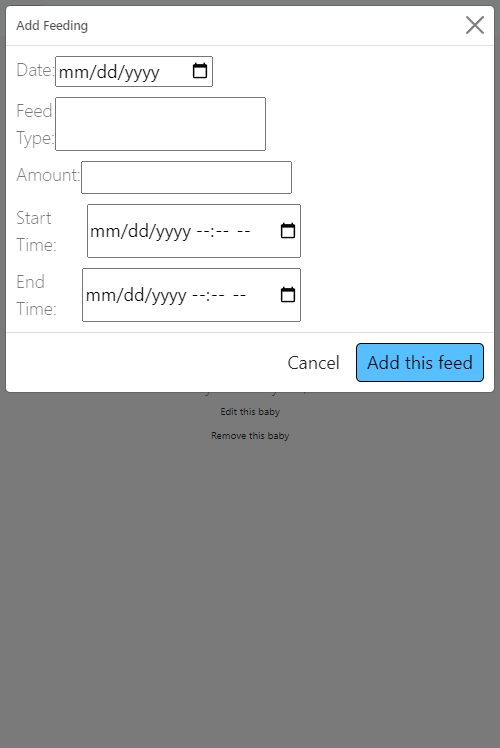 Add Feeding
Date: mm/dd/yyyy
Feed
Type:
Amount:
Start
Time:
mm/dd/yyyy --:-- --
End
Time:
mm/dd/yyyy --:-- --
Cancel
Add this feed
Edit this baby
Remove this baby